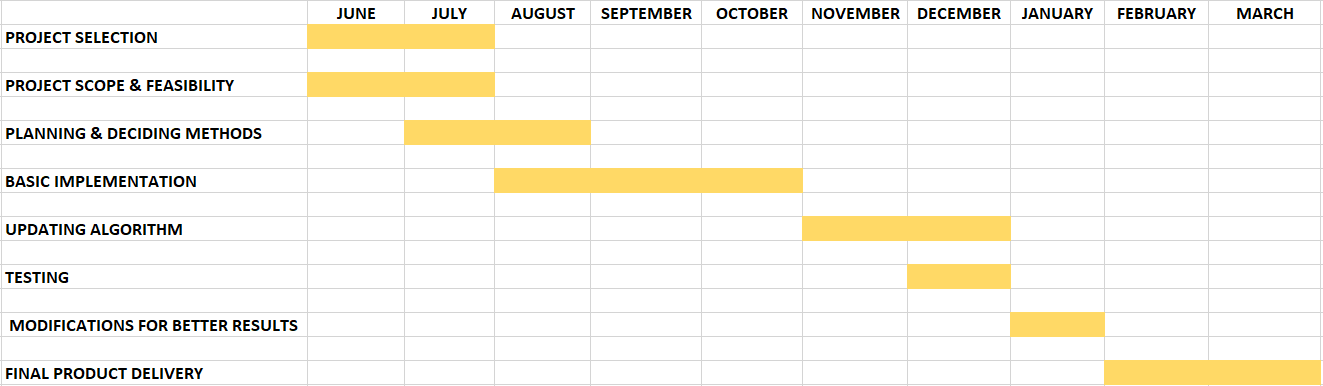 JUNE JULY AUGUST SEPTEMBER OCTOBER NOVEMBER DECEMBER JANUARY FEBRUARY MARCH
PROJECT SELECTION
PROJECT SCOPE & FEASIBILITY
PLANNING & DECIDING METHODS
BASIC IMPLEMENTATION
UPDATING ALGORITHM
TESTING
MODIFICATIONS FOR BETTER RESULTS
FINAL PRODUCT DELIVERY